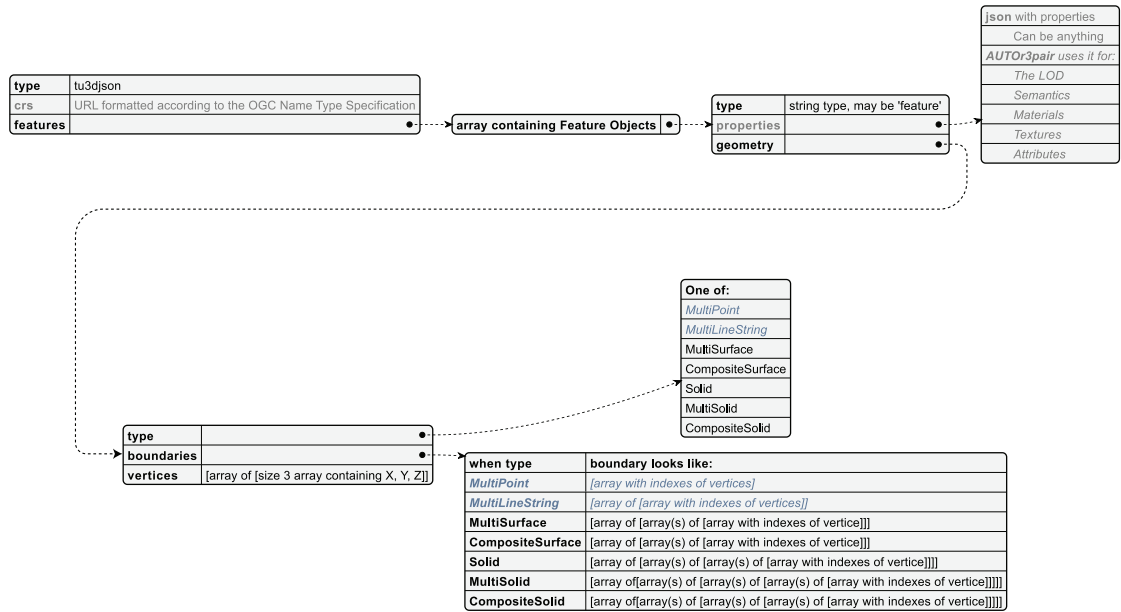 json with properties
Can be anything
AUTOr3pair uses it for:
The LOD
Semantics
Materials
Textures
Attributes
type tu3djson
crs URL formatted according to the OGC Name Type Specification
features
array containing Feature Objects
type string type, may be 'feature'
properties
geometry
One of:
MultiPoint
MultiLineString
MultiSurface
CompositeSurface
Solid
MultiSolid
CompositeSolid
type
boundaries
vertices [array of [size 3 array containing X, Y, Z]]
when type boundary looks like:
MultiPoint [array with indexes of vertices]
MultiLineString [array of [array with indexes of vertices]]
MultiSurface [array of [array(s) of [array with indexes of vertice]]]
CompositeSurface [array of [array(s) of [array with indexes of vertice]]]
Solid [array of [array(s) of [array(s) of [array with indexes of vertice]]]]
MultiSolid [array of[array(s) of [array(s) of [array(s) of [array with indexes of vertice]]]]]
CompositeSolid [array of[array(s) of [array(s) of [array(s) of [array with indexes of vertice]]]]]